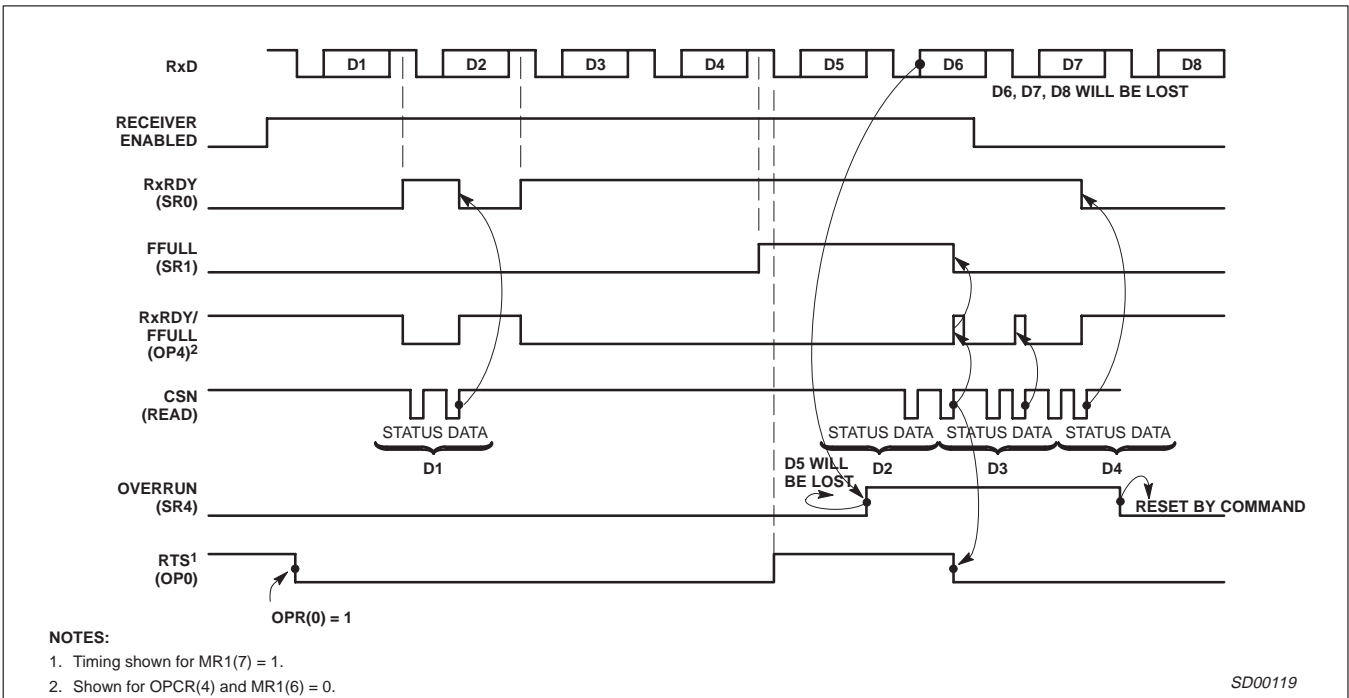 RxD
D1 D2 D3 D4 D5 D6 D7 D8
D6, D7, D8 WILL BE LOST
RECEIVER
ENABLED
RxRDY
(SR0)
FFULL
(SR1)
RxRDY/
FFULL
(OP4)2
CSN
(READ)
STATUS DATA
D1
STATUS DATA STATUS DATA STATUS DATA
D2 D3 D4
D5 WILL
BE LOST
OVERRUN
(SR4)
RESET BY COMMAND
RTS1
(OP0)
OPR(0) = 1
NOTES:
1. Timing shown for MR1(7) = 1.
2. Shown for OPCR(4) and MR1(6) = 0.
SD00119